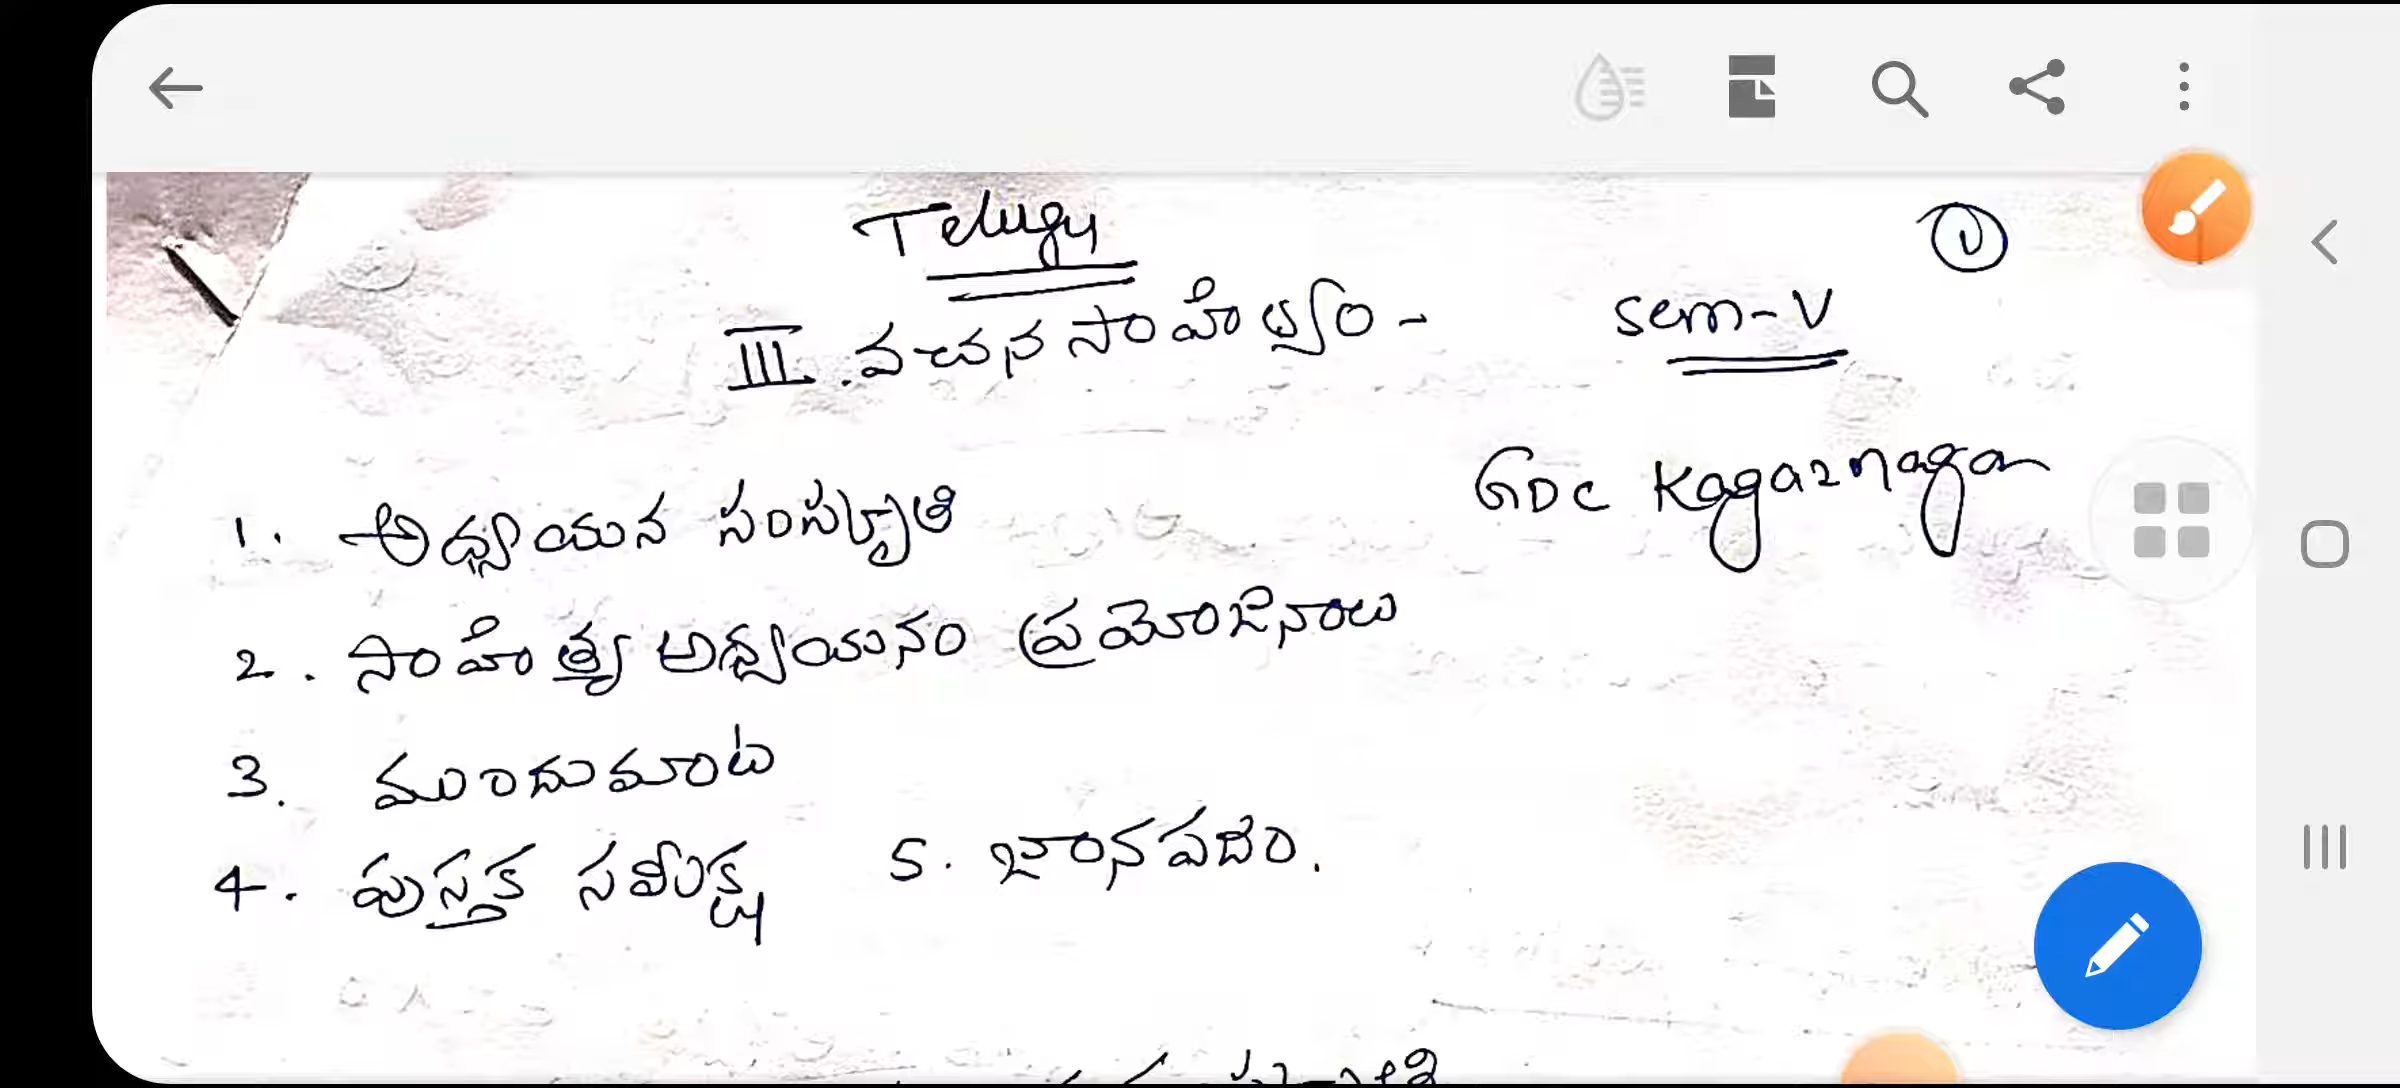 Telugu
1
III. వచన సాహిత్యం - sem-V
GDC Kagaznagar
1. అధ్యయన సంస్కృతి
2. సాహిత్య అధ్యయనం ప్రయోజనాలు
3. ముందుమాట
4. పుస్తక సమీక్ష 5. జానపదం.